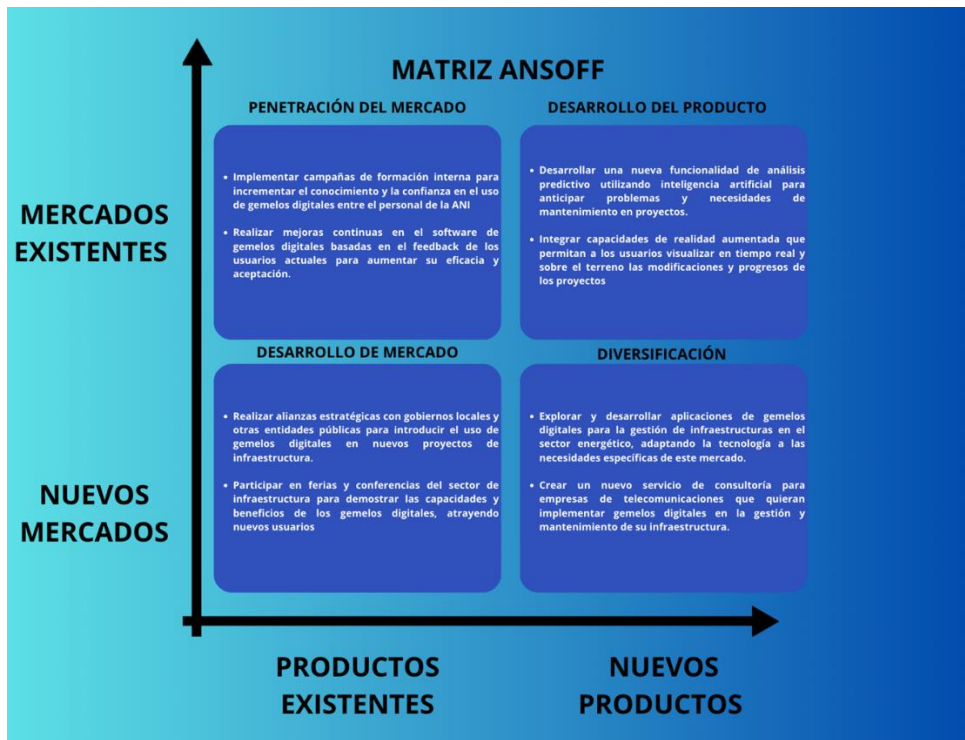 MATRIZ ANSOFF
PENETRACIÓN DEL MERCADO
DESARROLLO DEL PRODUCTO
MERCADOS
EXISTENTES
• Implementar campañas de formación interna
para incrementar el conocimiento y la confianza en el uso
de gemelos digitales entre el personal de la ANI
• Realizar mejoras continuas en el software de
gemelos digitales basadas en el feedback de los
usuarios actuales para aumentar su eficacia y
aceptación.
• Desarrollar una nueva funcionalidad de análisis
predictivo utilizando inteligencia artificial para
anticipar problemas y necesidades de
mantenimiento en proyectos.
• Integrar capacidades de realidad aumentada que
permitan a los usuarios visualizar en tiempo real y
sobre el terreno las modificaciones y progresos de
los proyectos
DESARROLLO DE MERCADO
DIVERSIFICACIÓN
NUEVOS
MERCADOS
• Realizar alianzas estratégicas con gobiernos locales y
otras entidades públicas para introducir el uso de
gemelos digitales en nuevos proyectos de
infraestructura.
• Participar en ferias y conferencias del sector de
infraestructura para demostrar las capacidades y
beneficios de los gemelos digitales, atrayendo
nuevos usuarios
• Explorar y desarrollar aplicaciones de gemelos
digitales para la gestión de infraestructuras en el
sector energético, adaptando la tecnología a las
necesidades específicas de este mercado.
• Crear un nuevo servicio de consultoría para
empresas de telecomunicaciones que quieran
implementar gemelos digitales en la gestión y
mantenimiento de su infraestructura.
PRODUCTOS
EXISTENTES
NUEVOS
PRODUCTOS